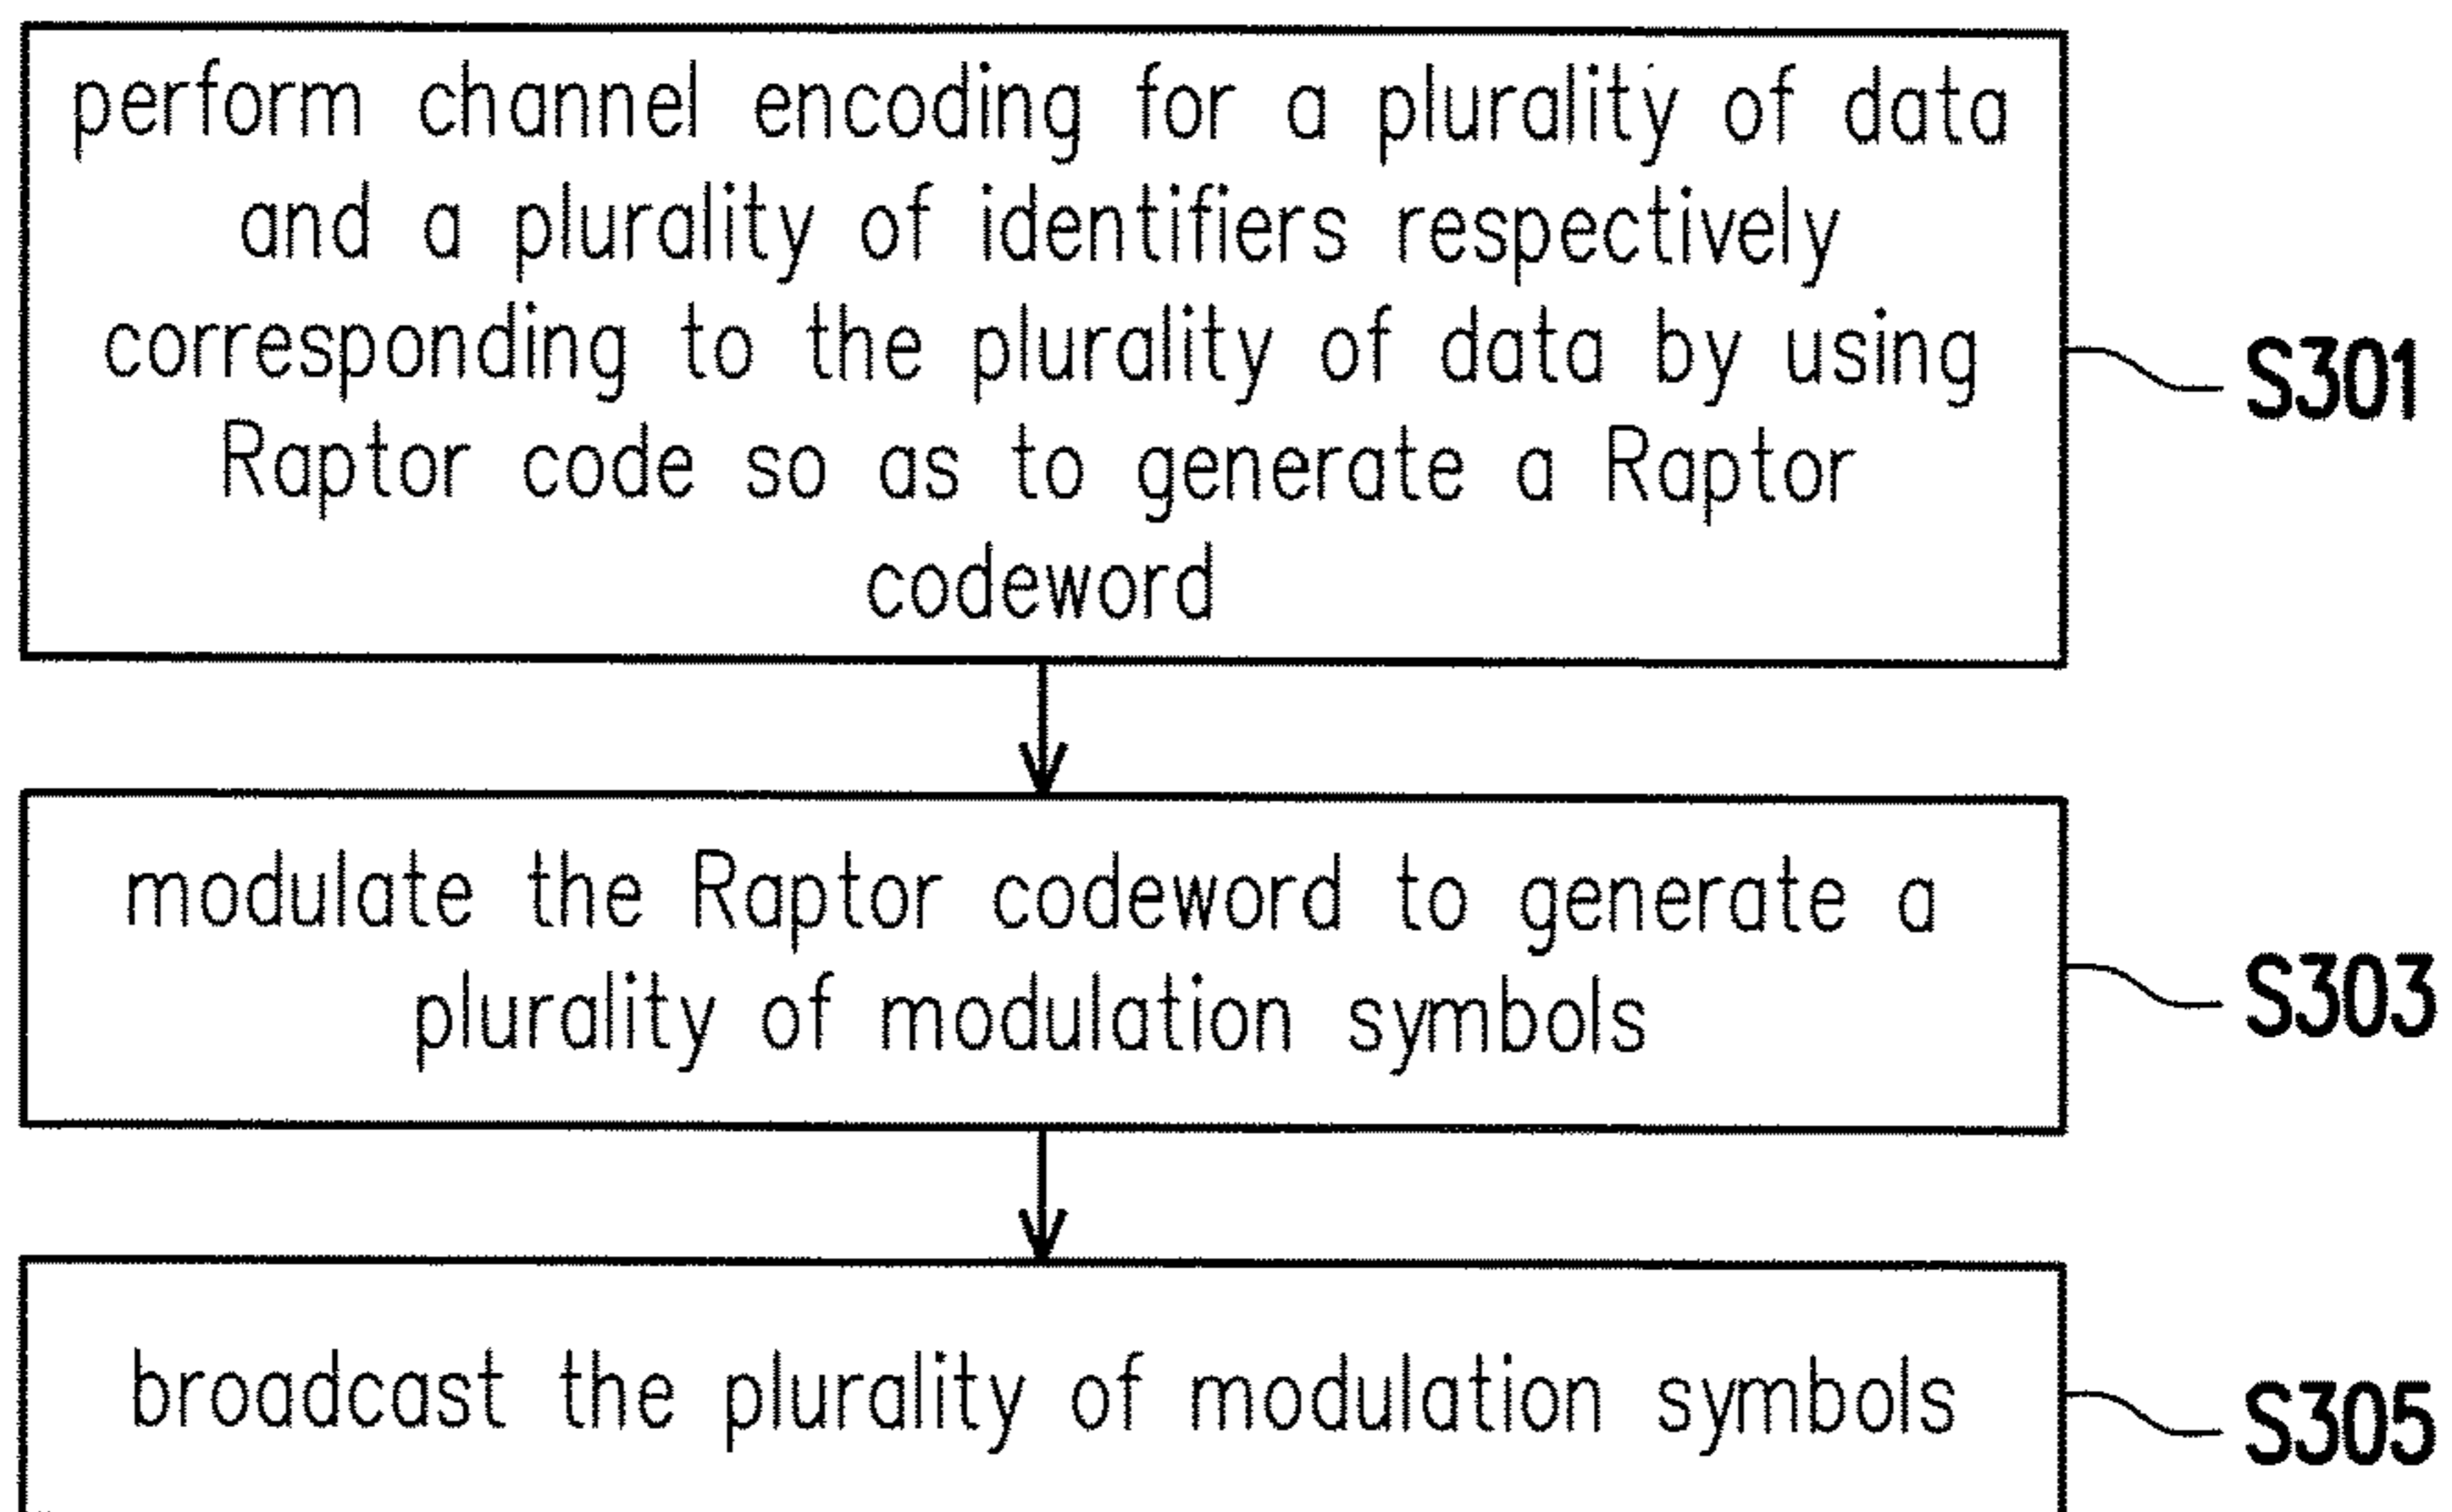 perform channel encoding for a plurality of data
and a plurality of identifiers respectively
corresponding to the plurality of data by using
Raptor code so as to generate a Raptor
codeword
S301
modulate the Raptor codeword to generate a
plurality of modulation symbols
S303
broadcast the plurality of modulation symbols
S305